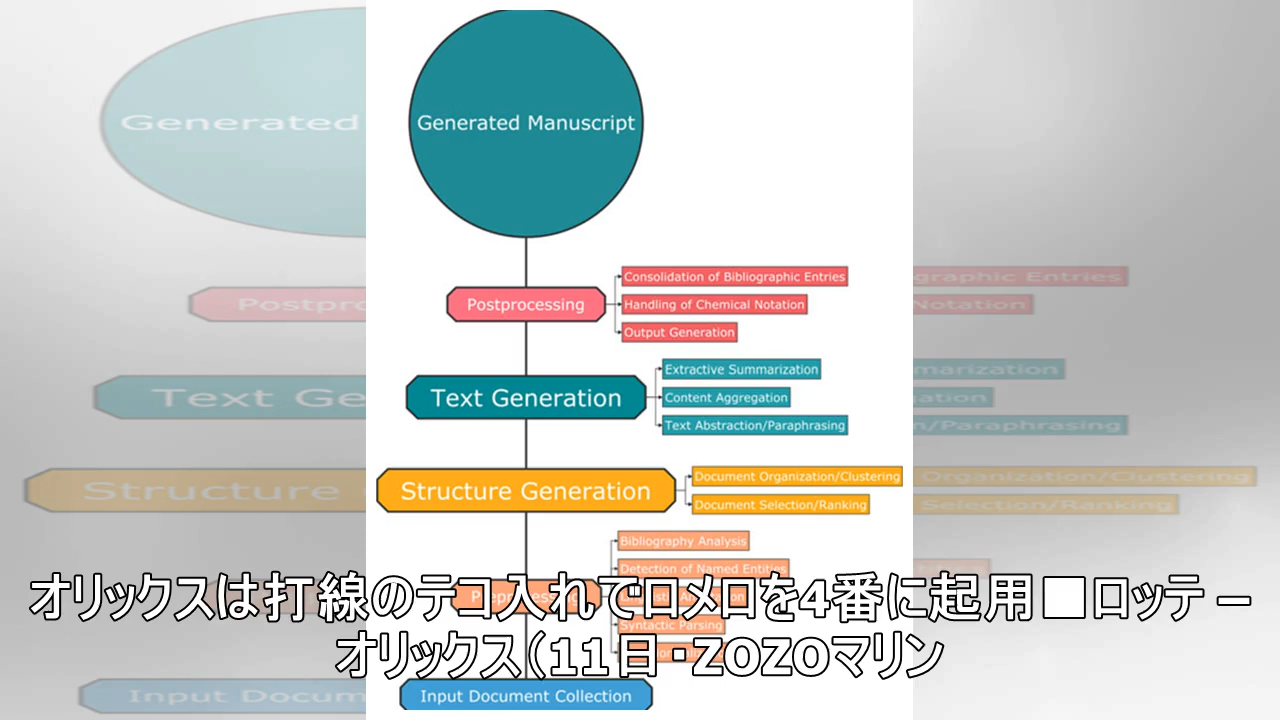 Generated Manuscript
Postprocessing
Consolidation of Bibliographic Entries
Handling of Chemical Notation
Output Generation
Text Generation
Extractive Summarization
Content Aggregation
Text Abstraction/Paraphrasing
Structure Generation
Document Organization/Clustering
Document Selection/Ranking
Bibliography Analysis
Detection of Named Entities
Syntactic Parsing
オリックスは打線のテコ入れでロメロを4番に起用■ロッテ –
オリックス（11日・ZOZOマリン
Input Document Collection